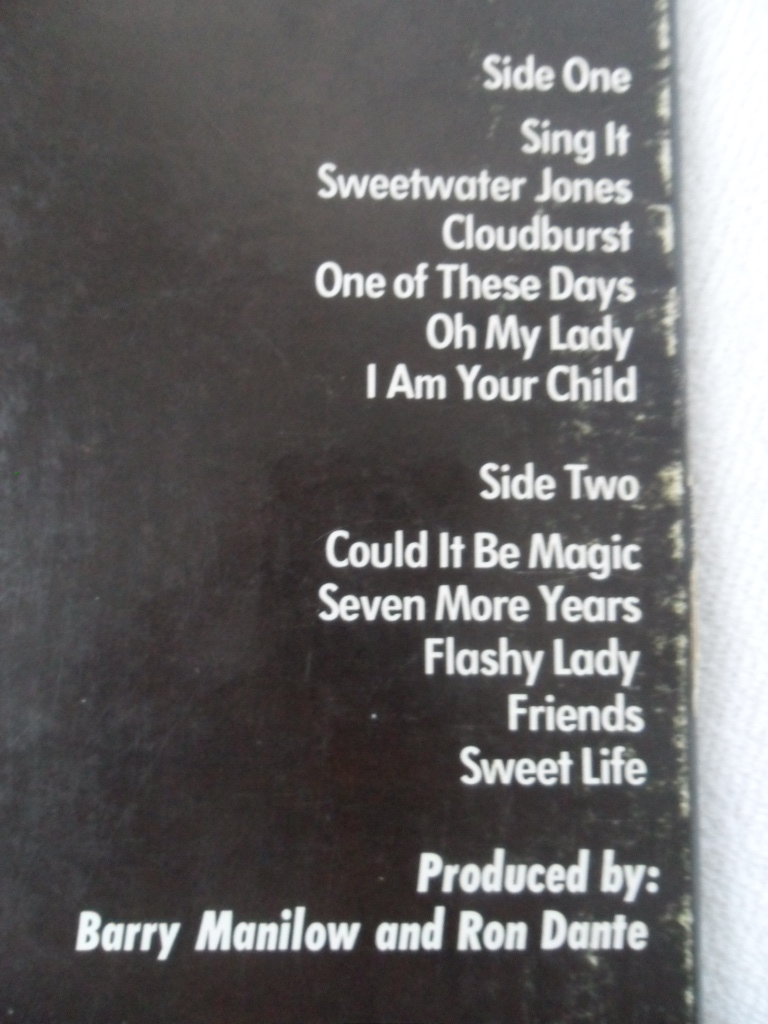 Side One
Sing It
Sweetwater Jones
Cloudburst
One of These Days
Oh My Lady
I Am Your Child
Side Two
Could It Be Magic
Seven More Years
Flashy Lady
Friends
Sweet Life
Produced by:
Barry Manilow and Ron Dante